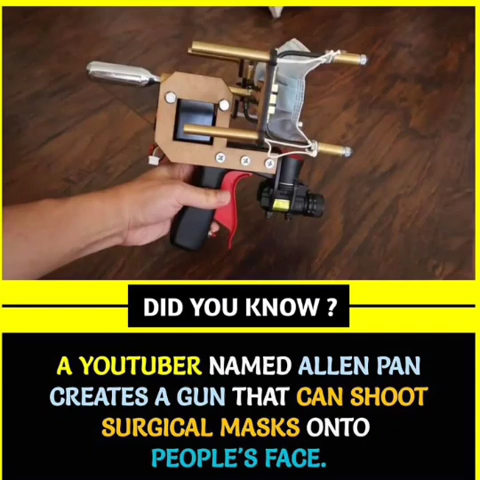 DID YOU KNOW ?
A YOUTUBER NAMED ALLEN PAN
CREATES A GUN THAT CAN SHOOT
SURGICAL MASKS ONTO
PEOPLE'S FACE.